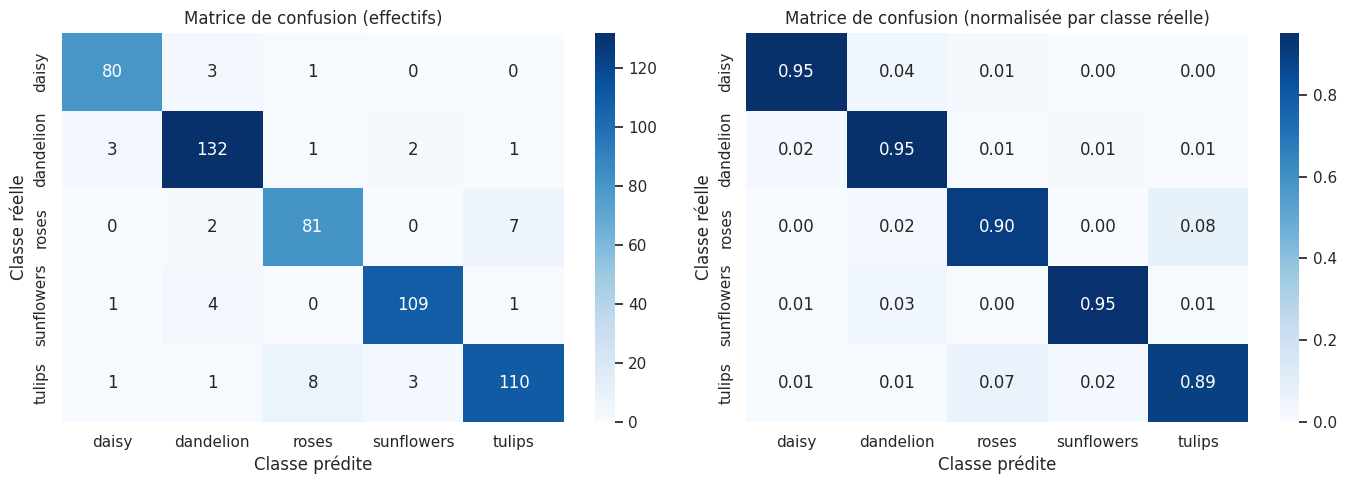 Matrice de confusion (effectifs)
daisy 80 3 1 0 0
dandelion 3 132 1 2 1
roses 0 2 81 0 7
sunflowers 1 4 0 109 1
tulips 1 1 8 3 110
daisy dandelion roses sunflowers tulips
Classe prédite
Classe réelle
120
100
80
60
40
20
0
Matrice de confusion (normalisée par classe réelle)
daisy 0.95 0.04 0.01 0.00 0.00
dandelion 0.02 0.95 0.01 0.01 0.01
roses 0.00 0.02 0.90 0.00 0.08
sunflowers 0.01 0.03 0.00 0.95 0.01
tulips 0.01 0.01 0.07 0.02 0.89
daisy dandelion roses sunflowers tulips
Classe prédite
Classe réelle
0.8
0.6
0.4
0.2
0.0